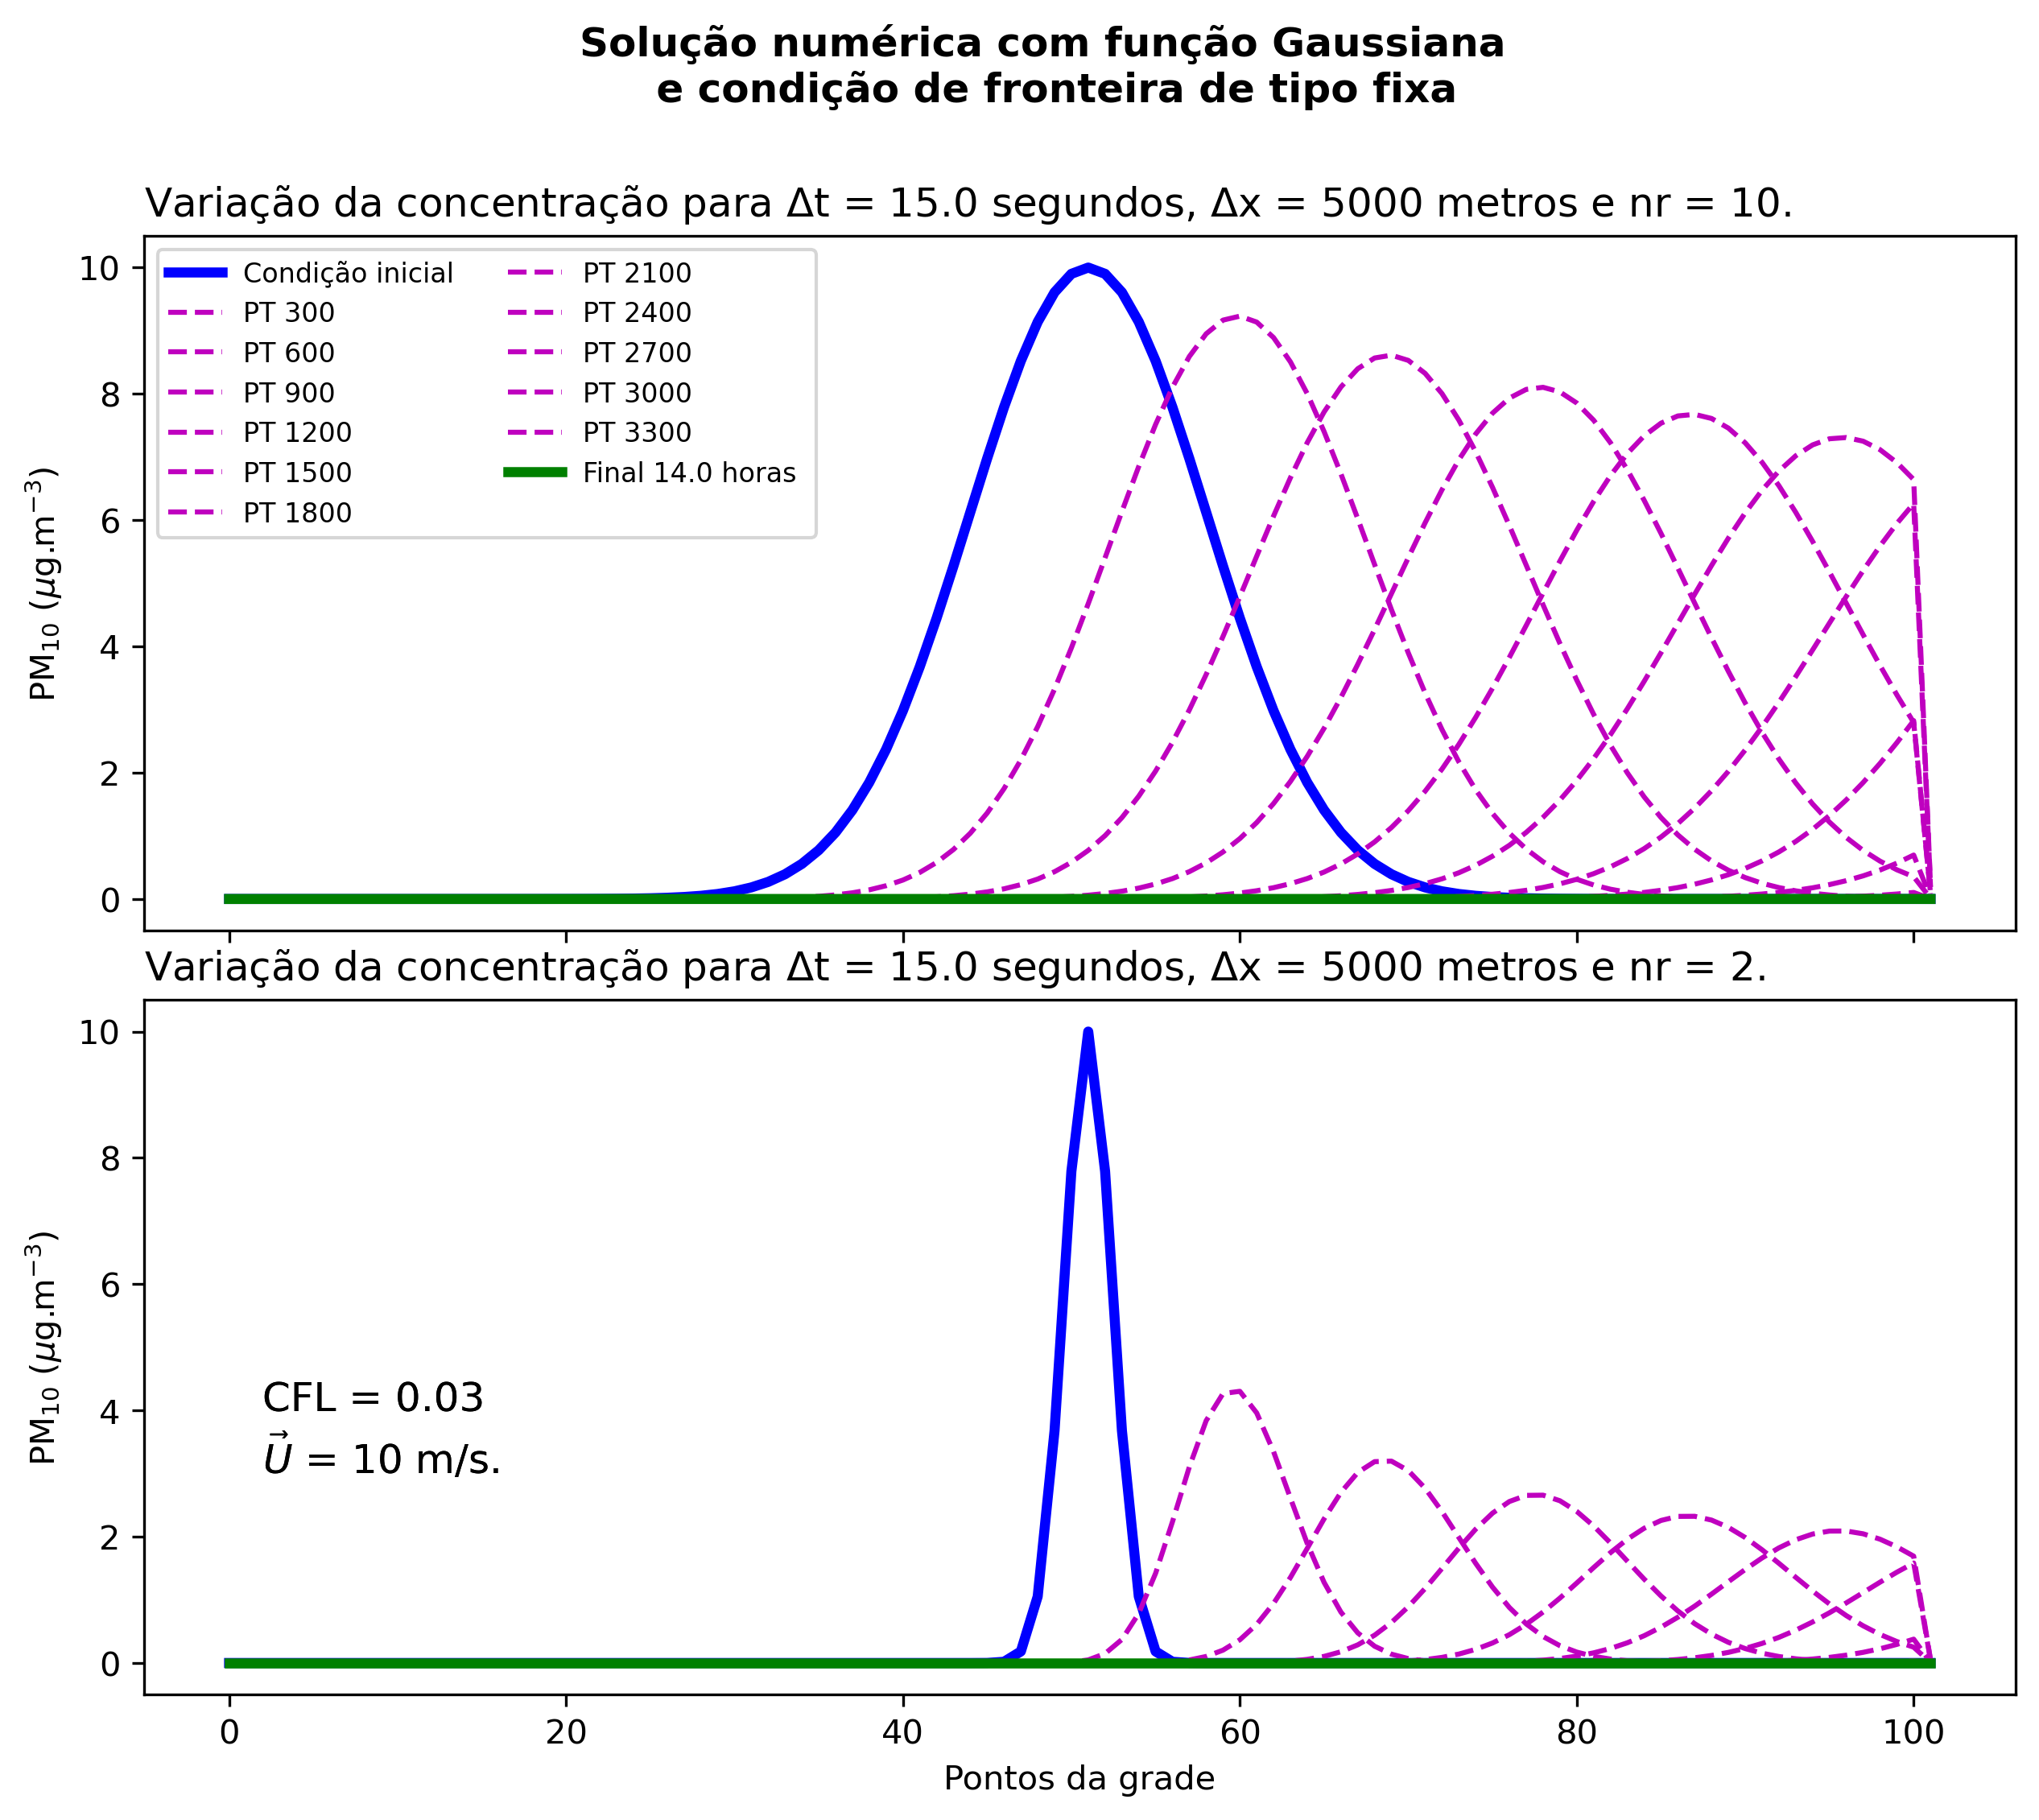 Solução numérica com função Gaussiana
e condição de fronteira de tipo fixa
Variação da concentração para Δt = 15.0 segundos, Δx = 5000 metros e nr = 10.
PM₁₀ (μg.m⁻³)
10
8
6
4
2
0
Condição inicial
PT 300
PT 600
PT 900
PT 1200
PT 1500
PT 1800
PT 2100
PT 2400
PT 2700
PT 3000
PT 3300
Final 14.0 horas
Variação da concentração para Δt = 15.0 segundos, Δx = 5000 metros e nr = 2.
PM₁₀ (μg.m⁻³)
10
8
6
4
2
0
CFL = 0.03
U⃗ = 10 m/s.
0 20 40 60 80 100
Pontos da grade